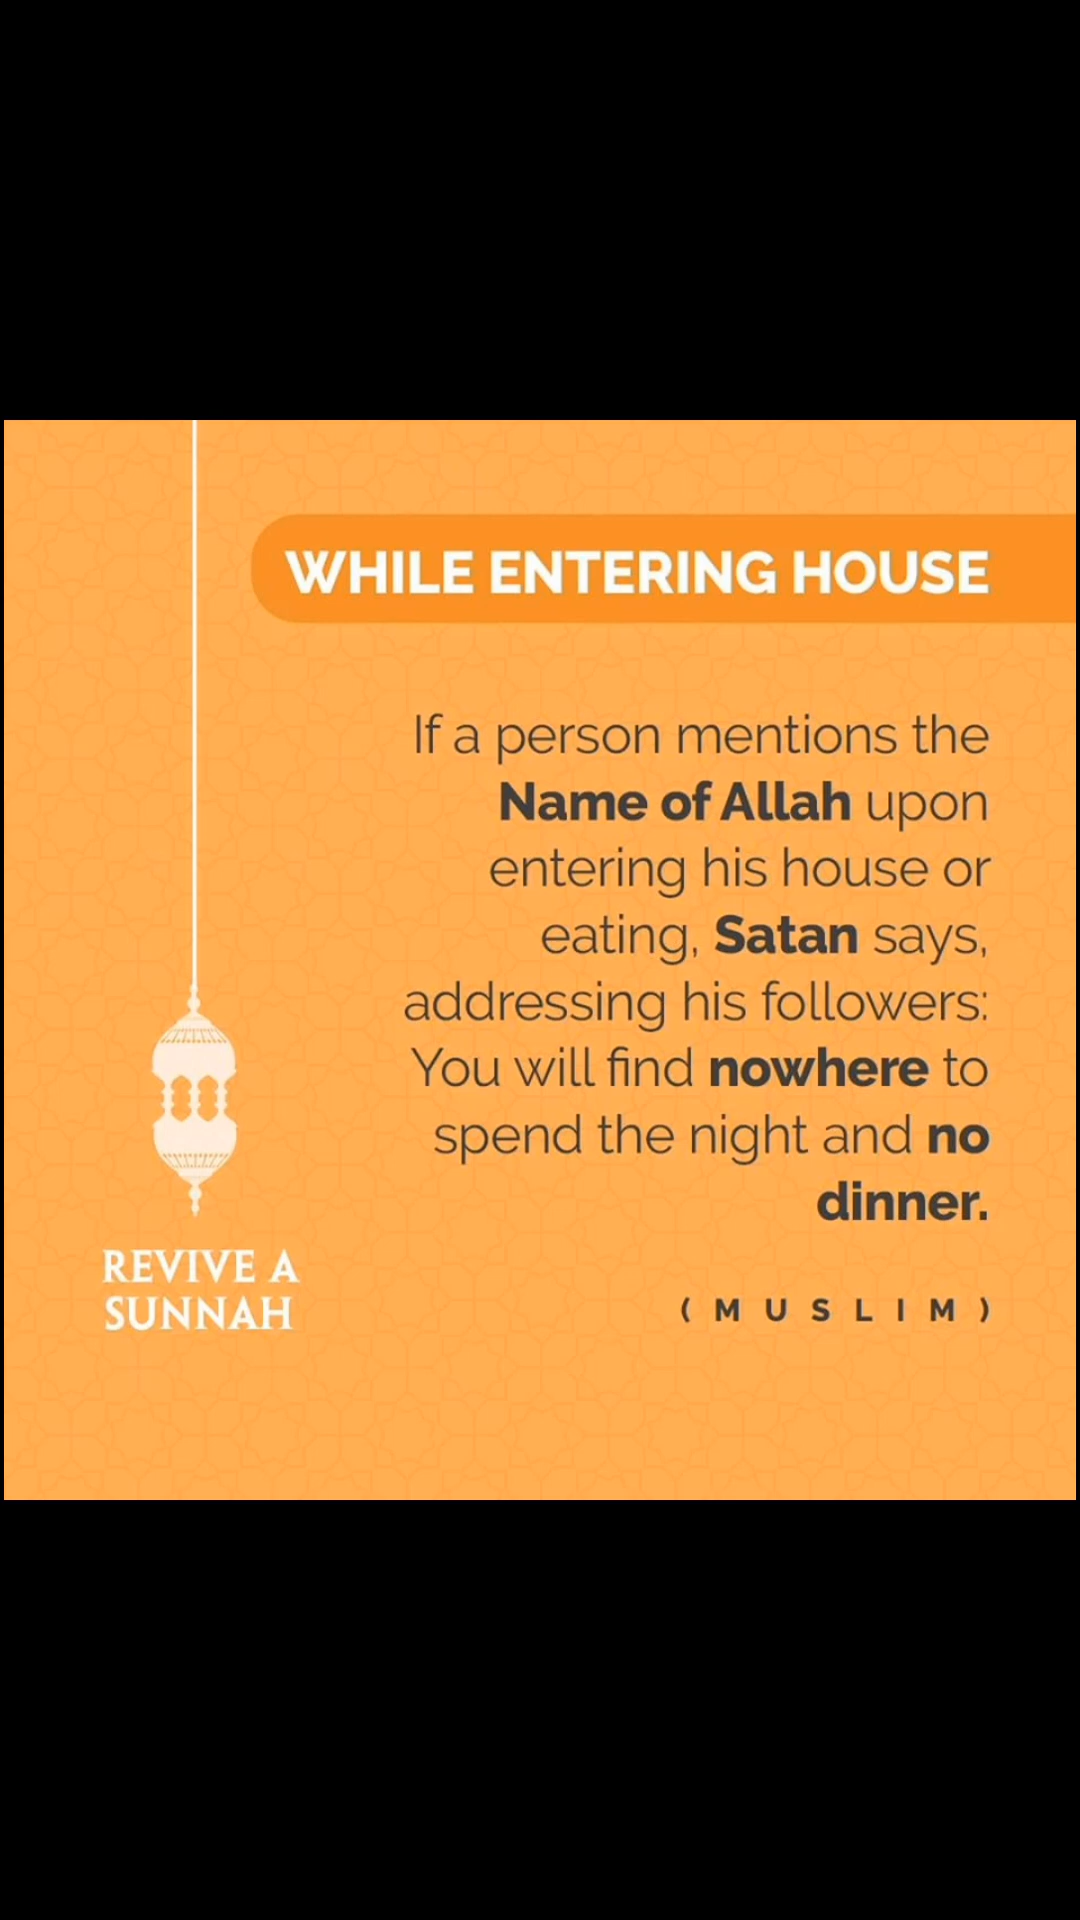 WHILE ENTERING HOUSE
If a person mentions the
Name of Allah upon
entering his house or
eating, Satan says,
addressing his followers:
You will find nowhere to
spend the night and no
dinner.
(MUSLIM)
REVIVE A
SUNNAH